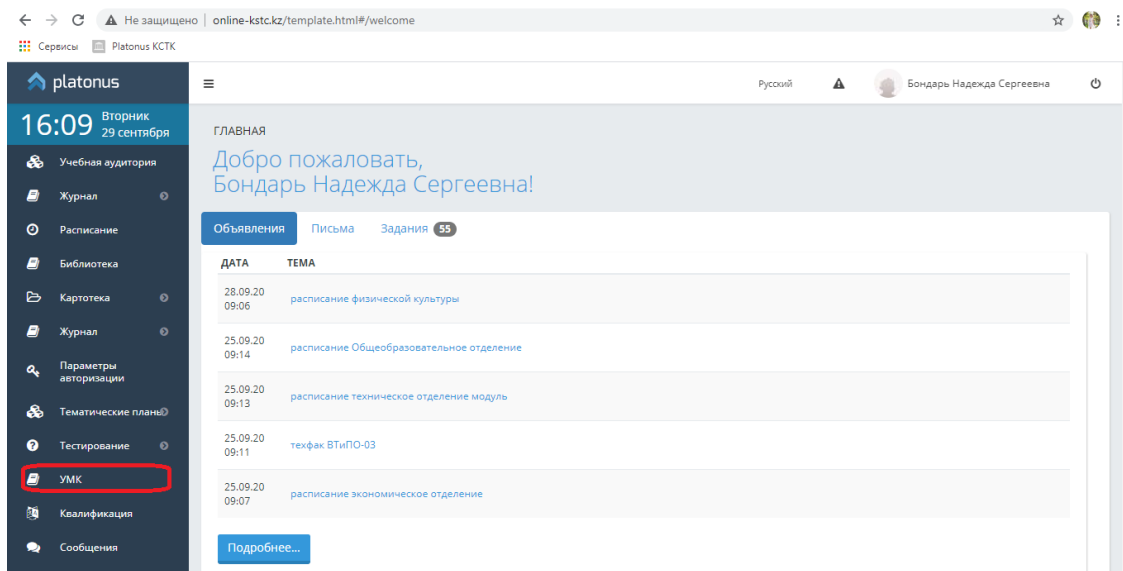 Не защищено | online-kstc.kz/template.html#/welcome
Сервисы Platonus КСТК
platonus
Русский
Бондарь Надежда Сергеевна
16:09 Вторник
29 сентября
Учебная аудитория
Журнал
Расписание
Библиотека
Картотека
Журнал
Параметры
авторизации
Тематические планы
Тестирование
УМК
Квалификация
Сообщения
ГЛАВНАЯ
Добро пожаловать,
Бондарь Надежда Сергеевна!
Объявления Письма Задания 55
ДАТА ТЕМА
28.09.20
09:06
расписание физической культуры
25.09.20
09:14
расписание Общеобразовательное отделение
25.09.20
09:13
расписание техническое отделение модуль
25.09.20
09:11
техфак ВТиПО-03
25.09.20
09:07
расписание экономическое отделение
Подробнее...